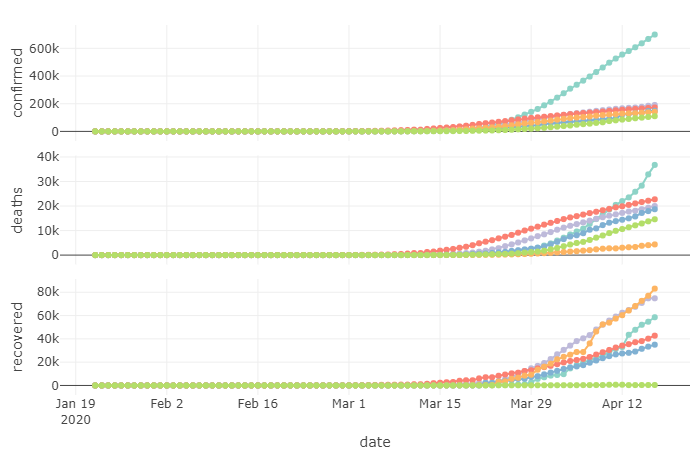 confirmed
600k
400k
200k
0
deaths
40k
30k
20k
10k
0
recovered
80k
60k
40k
20k
0
Jan 19
2020
Feb 2
Feb 16
Mar 1
Mar 15
Mar 29
Apr 12
date